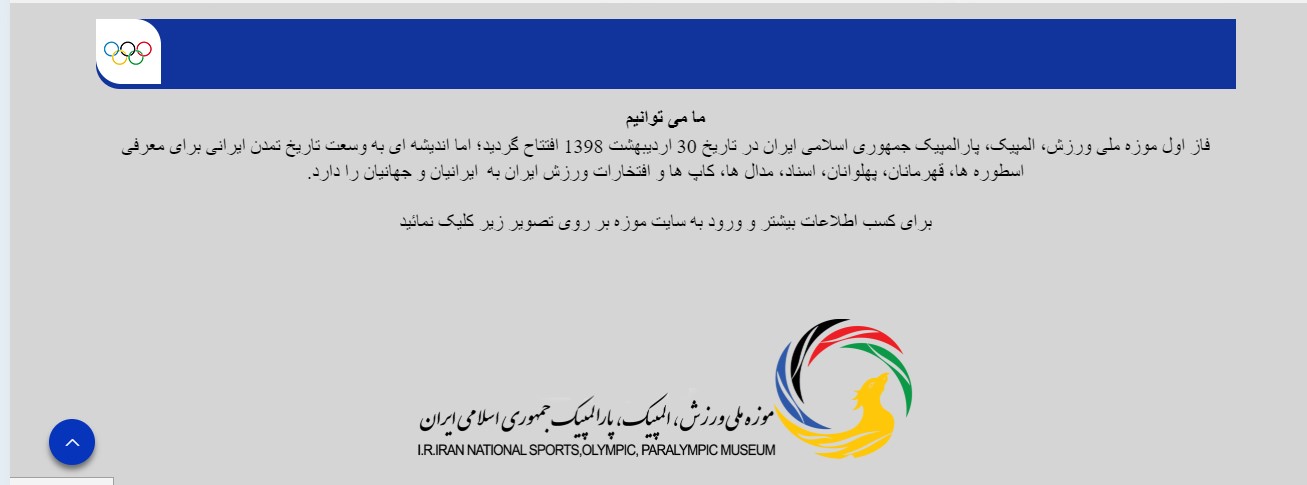 ما می توانیم
فاز اول موزه ملی ورزش، المپیک، پارالمپیک جمهوری اسلامی ایران در تاریخ 30 اردیبهشت 1398 افتتاح گردید؛ اما اندیشه ای به وسعت تاریخ تمدن ایرانی برای معرفی
اسطوره ها، قهرمانان، پهلوانان، اسناد، مدال ها، کاپ ها و افتخارات ورزش ایران به ایرانیان و جهانیان را دارد.
برای کسب اطلاعات بیشتر و ورود به سایت موزه بر روی تصویر زیر کلیک نمائید
موزه ملی ورزش، المپیک، پارالمپیک جمهوری اسلامی ایران
I.R.IRAN NATIONAL SPORTS,OLYMPIC, PARALYMPIC MUSEUM